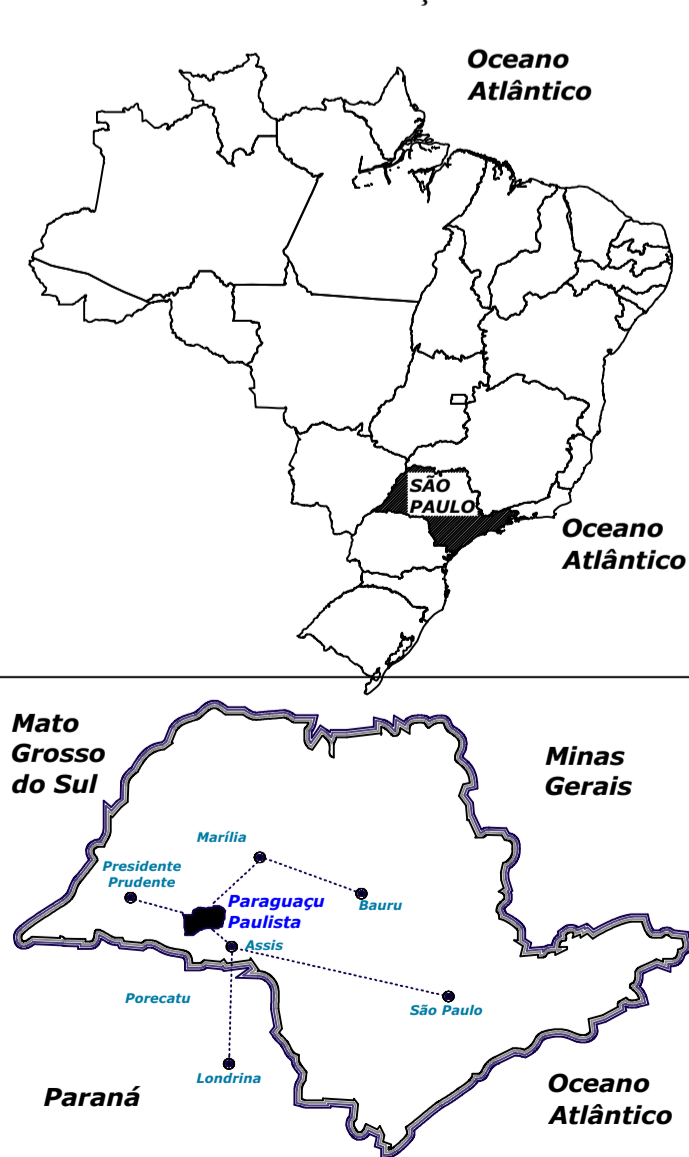 Oceano
Atlântico
SÃO
PAULO
Oceano
Atlântico
Mato
Grosso
do Sul
Minas
Gerais
Marília
Presidente
Prudente
Paraguaçu
Paulista
Bauru
Assis
Porecatu
São Paulo
Londrina
Paraná
Oceano
Atlântico